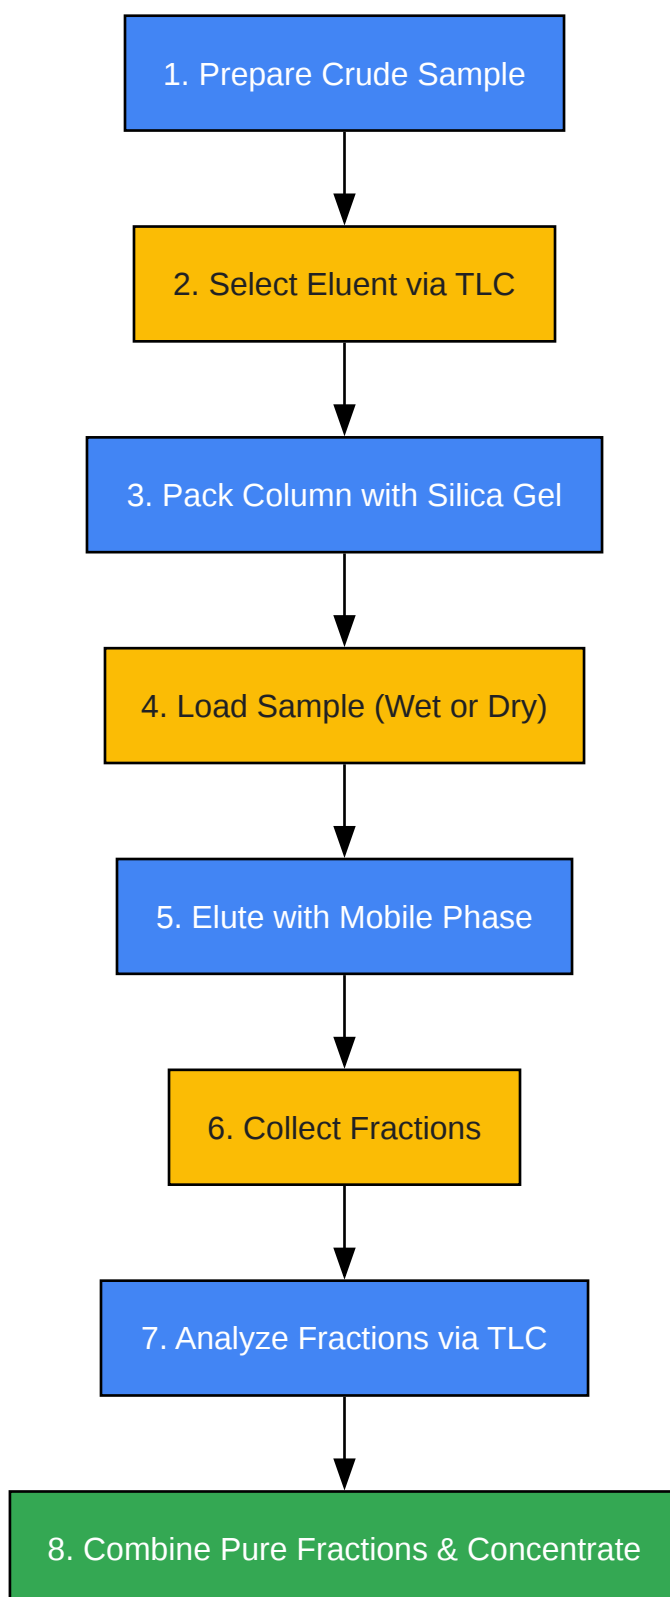 1. Prepare Crude Sample
2. Select Eluent via TLC
3. Pack Column with Silica Gel
4. Load Sample (Wet or Dry)
5. Elute with Mobile Phase
6. Collect Fractions
7. Analyze Fractions via TLC
8. Combine Pure Fractions & Concentrate